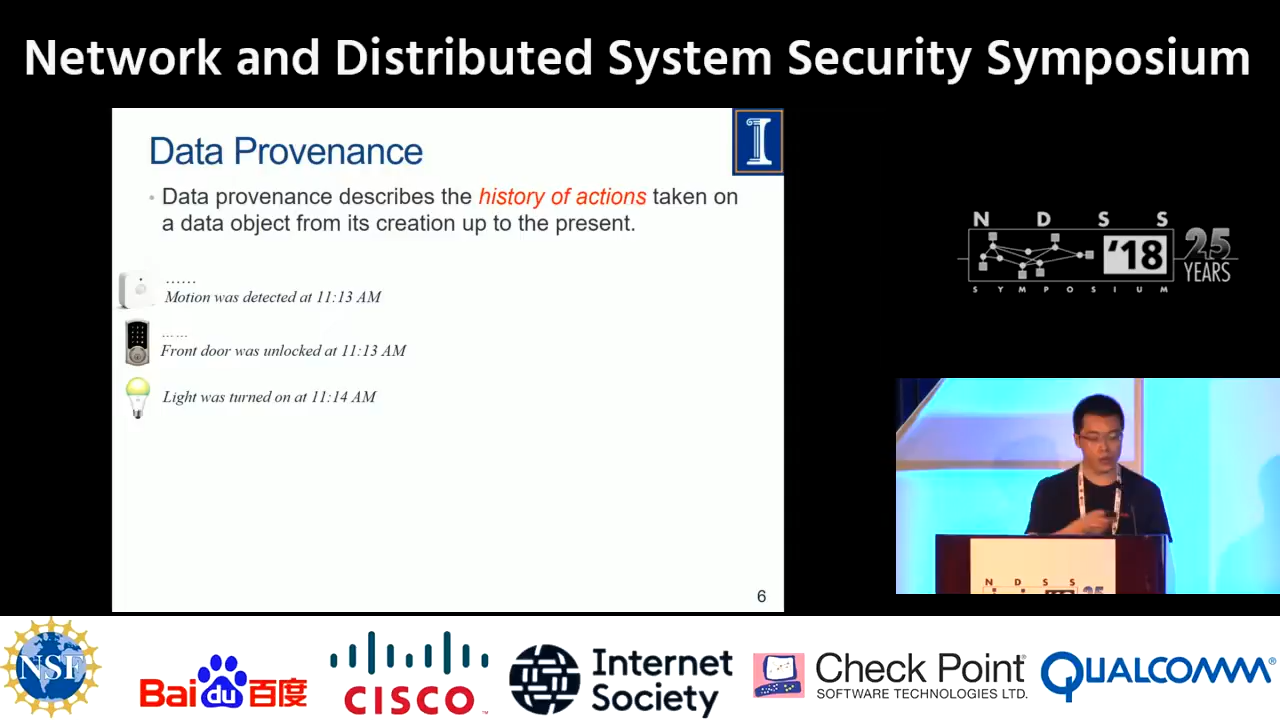 Network and Distributed System Security Symposium
Data Provenance
I
• Data provenance describes the history of actions taken on
a data object from its creation up to the present.
......
Motion was detected at 11:13 AM
......
Front door was unlocked at 11:13 AM
Light was turned on at 11:14 AM
6
N D S S
'18
25
YEARS
SYMPOSIUM
N D S S
NSF
Baidu百度
CISCO
Internet
Society
Check Point
SOFTWARE TECHNOLOGIES LTD.
QUALCOMM®